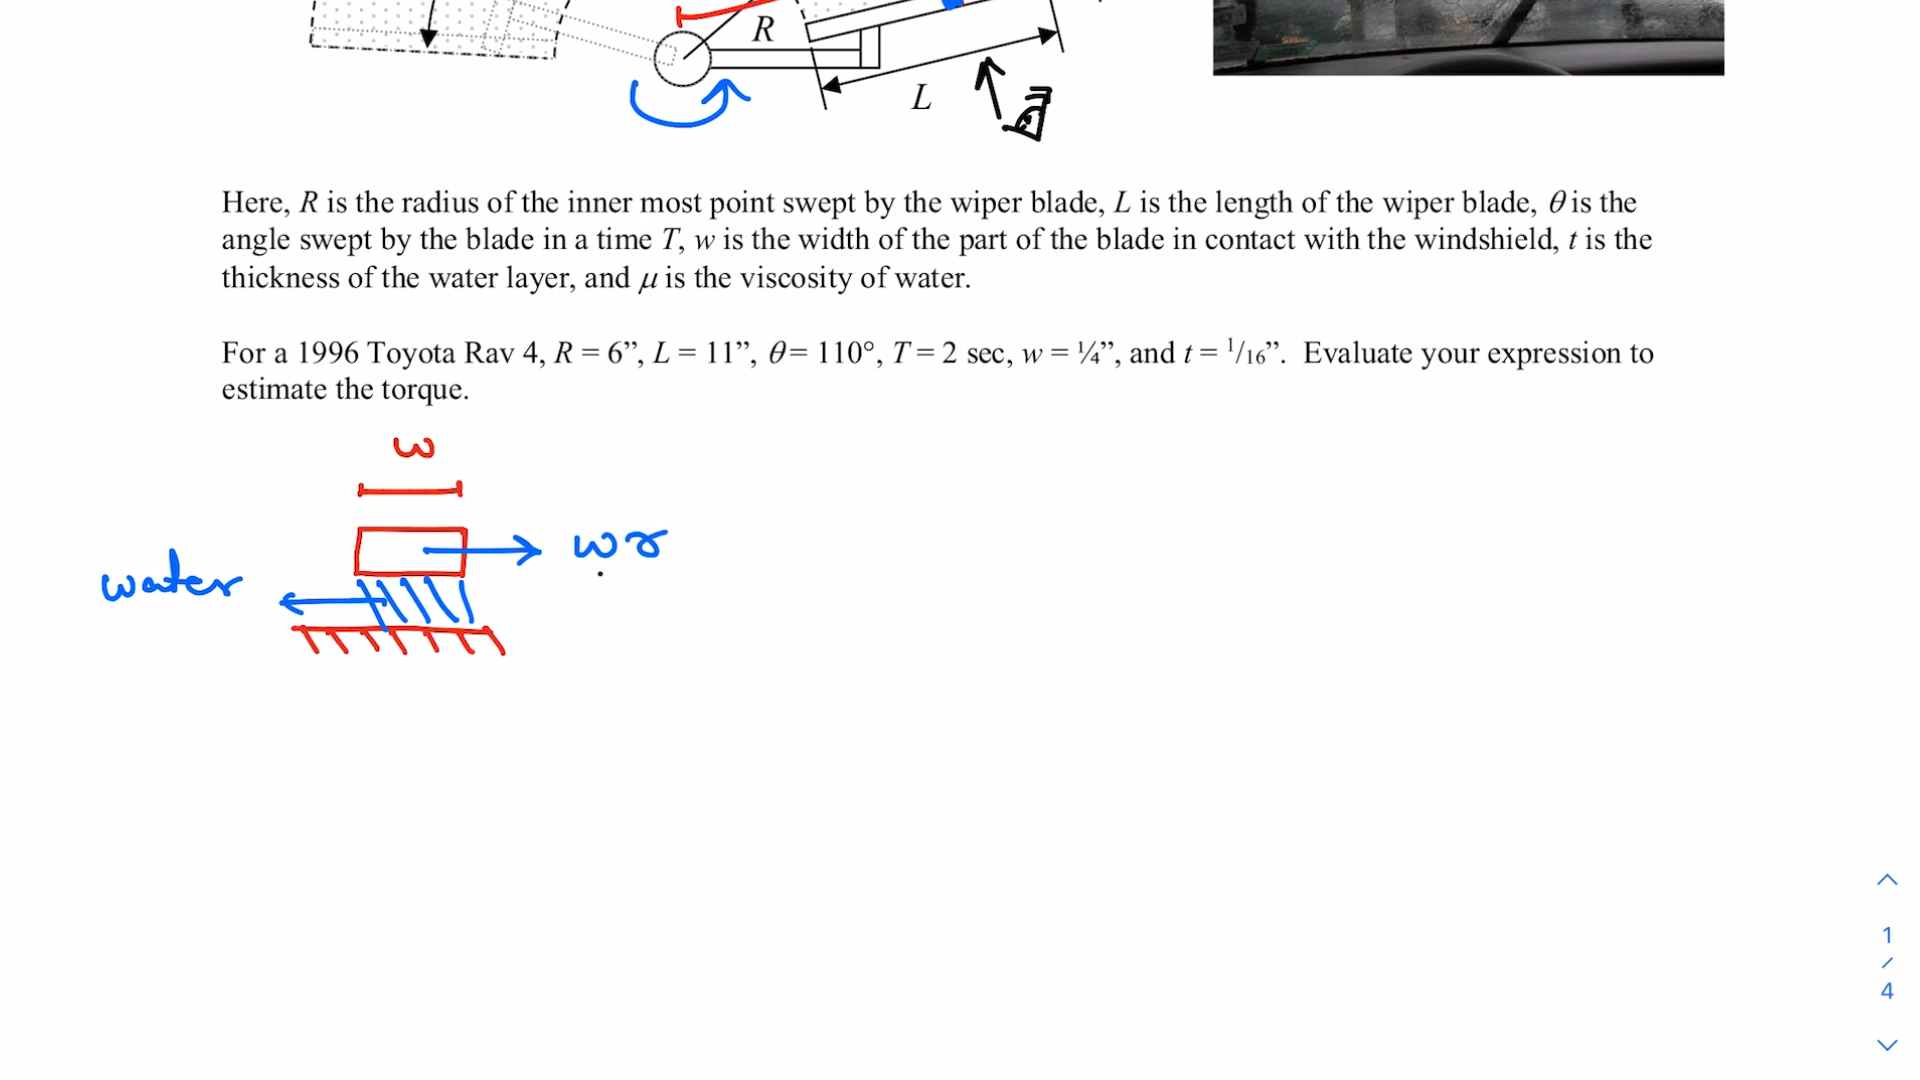 R
L
Here, R is the radius of the inner most point swept by the wiper blade, L is the length of the wiper blade, θ is the
angle swept by the blade in a time T, w is the width of the part of the blade in contact with the windshield, t is the
thickness of the water layer, and μ is the viscosity of water.
For a 1996 Toyota Rav 4, R = 6”, L = 11”, θ= 110°, T = 2 sec, w = ¼”, and t = 1/16”. Evaluate your expression to
estimate the torque.
ω
ωr
water
1
/
4